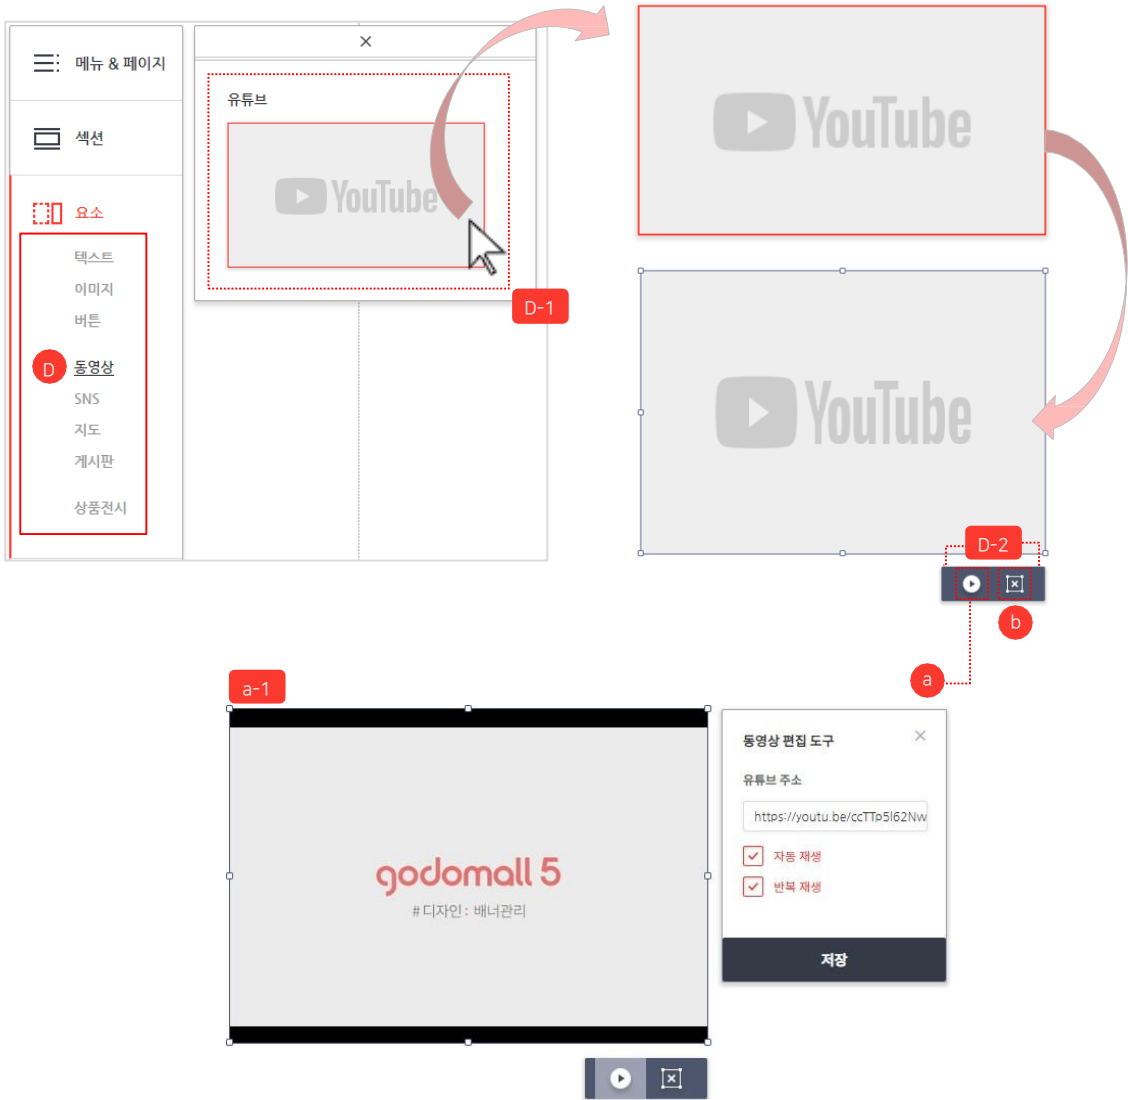 메뉴 & 페이지
섹션
요소
텍스트
이미지
버튼
D
동영상
SNS
지도
게시판
상품전시
유튜브
YouTube
D-1
YouTube
YouTube
D-2
b
a
a-1
godomall 5
# 디자인 : 배너관리
동영상 편집 도구
유튜브 주소
https://youtu.be/ccTTp5l62Nw
자동 재생
반복 재생
저장